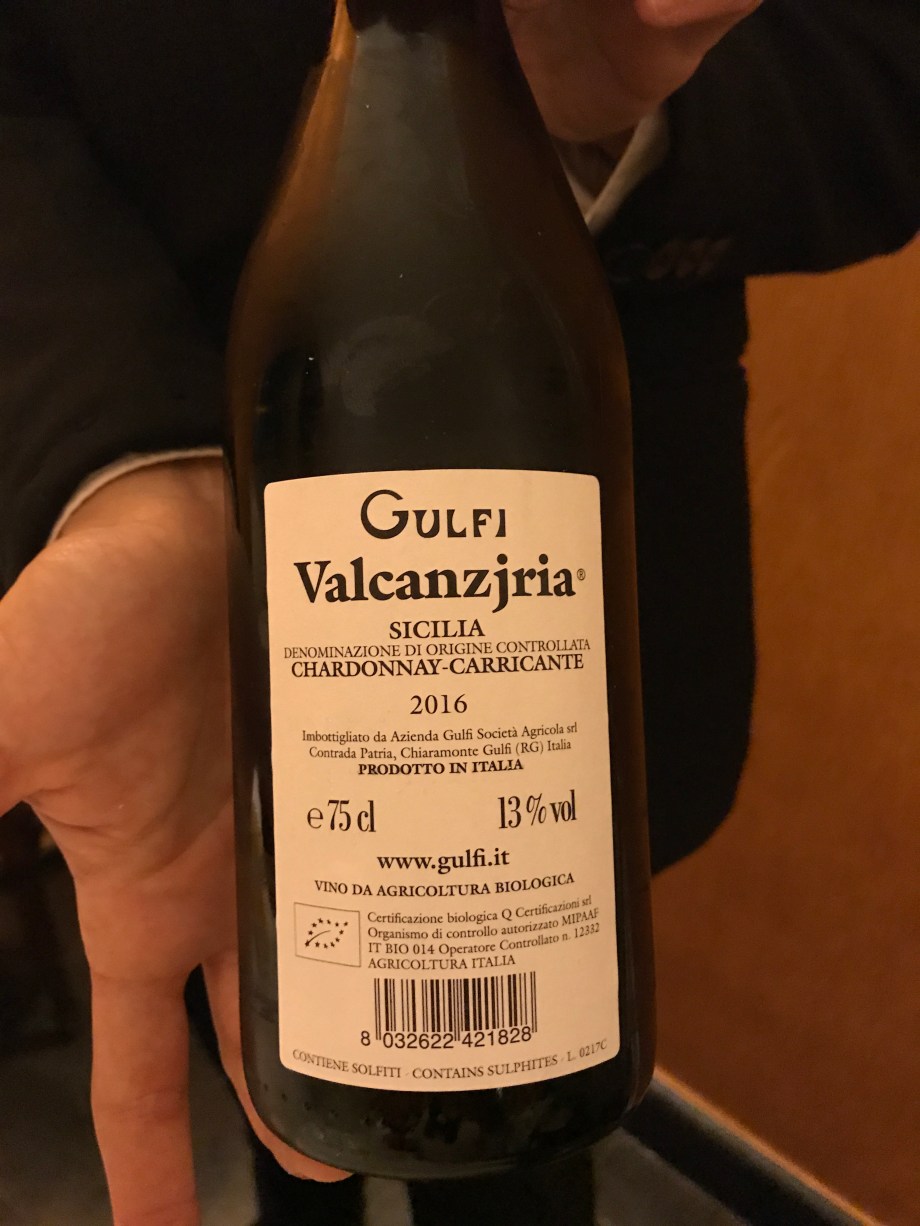 GULFI
Valcanzjria®
SICILIA
DENOMINAZIONE DI ORIGINE CONTROLLATA
CHARDONNAY-CARRICANTE
2016
Imbottigliato da Azienda Gulfi Società Agricola srl
Contrada Patria, Chiaramonte Gulfi (RG) Italia
PRODOTTO IN ITALIA
e 75 cl 13% vol
www.gulfi.it
VINO DA AGRICOLTURA BIOLOGICA
Certificazione biologica Q Certificazioni srl
Organismo di controllo autorizzato MIPAAF
IT BIO 014 Operatore Controllato n. 12332
AGRICOLTURA ITALIA
8 032622 421828
CONTIENE SOLFITI - CONTAINS SULPHITES - L. 0217C